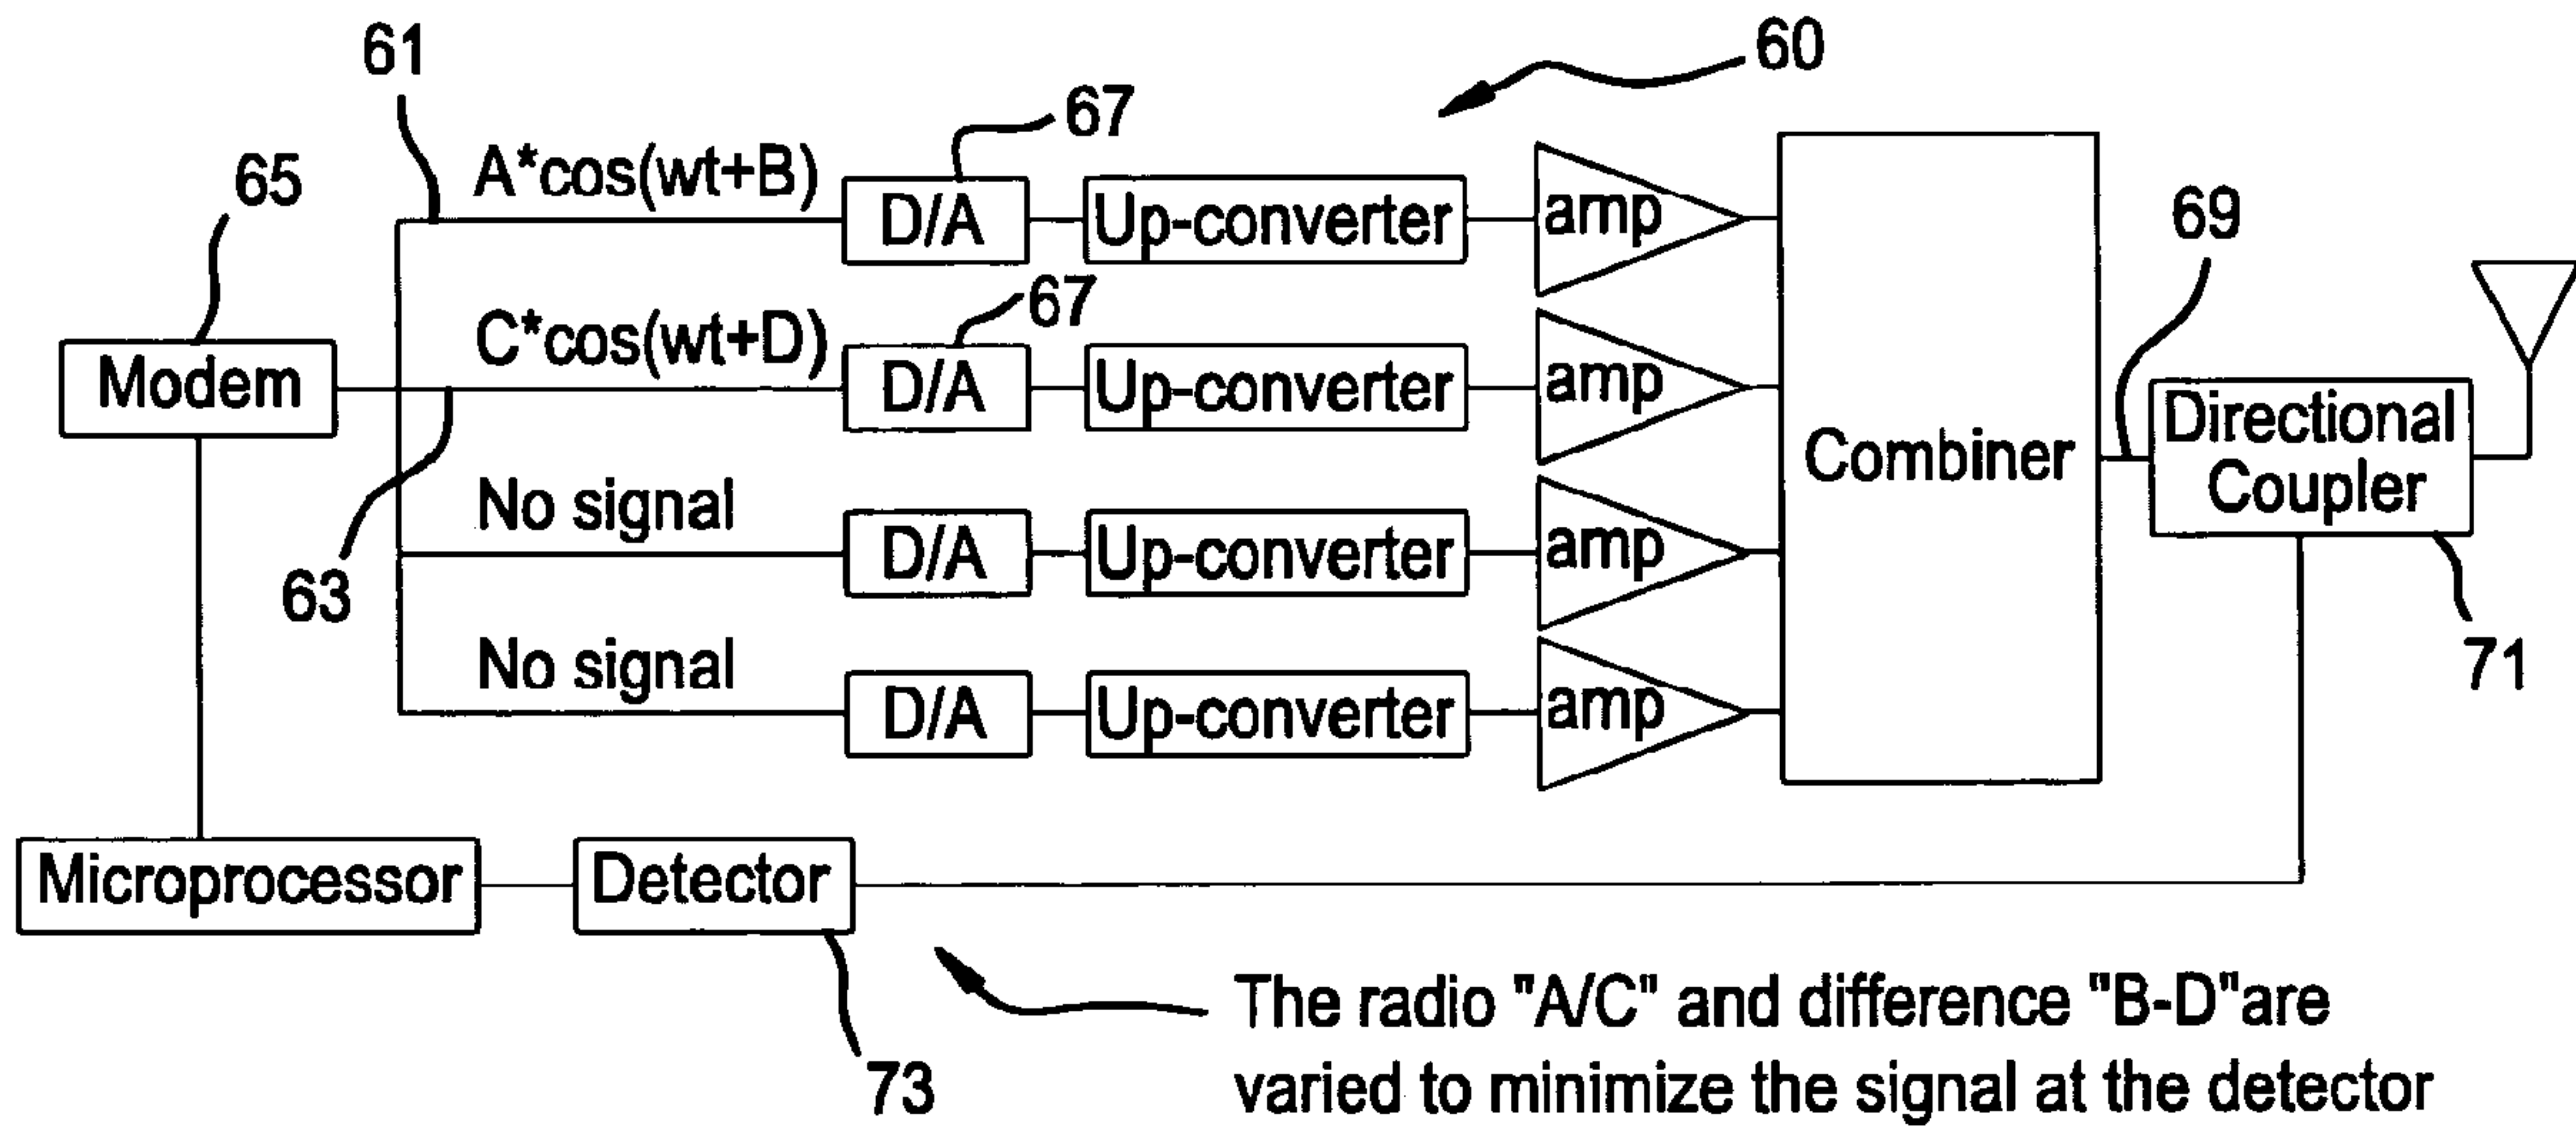 61
60
67
65
A*cos(wt+B)
D/A
Up-converter
amp
69
67
C*cos(wt+D)
Modem
D/A
Up-converter
amp
Combiner
Directional
Coupler
No signal
D/A
Up-converter
amp
63
71
No signal
D/A
Up-converter
amp
Microprocessor
Detector
73
The radio "A/C" and difference "B-D"are
varied to minimize the signal at the detector